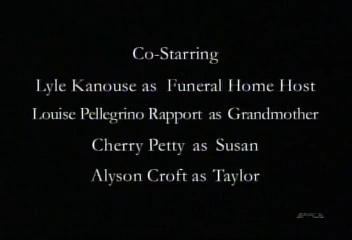 Co-Starring
Lyle Kanouse as Funeral Home Host
Louise Pellegrino Rapport as Grandmother
Cherry Petty as Susan
Alyson Croft as Taylor